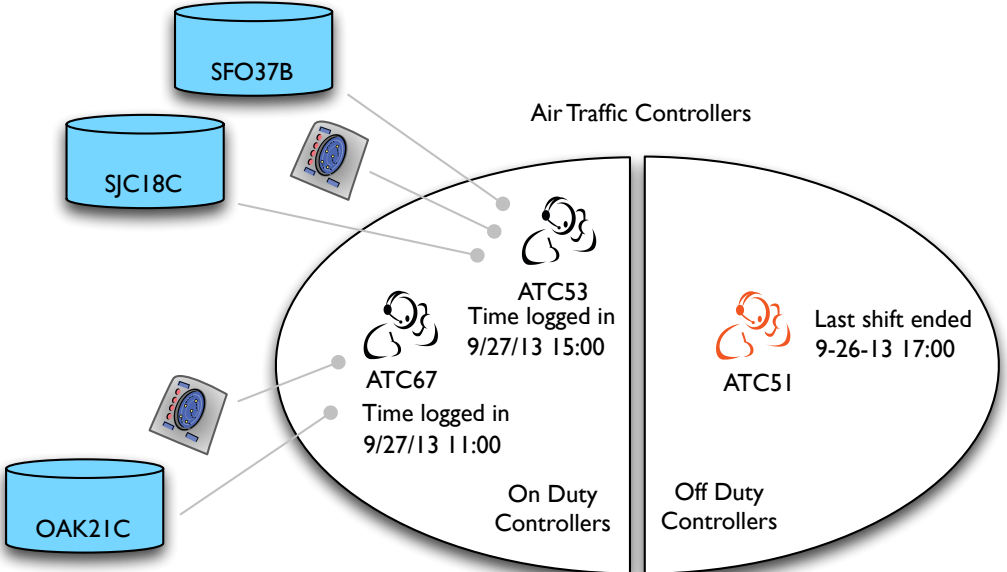 SFO37B
Air Traffic Controllers
SJC18C
ATC53
Time logged in
9/27/13 15:00
ATC67
Time logged in
9/27/13 11:00
Last shift ended
9-26-13 17:00
ATC51
OAK21C
On Duty
Controllers
Off Duty
Controllers